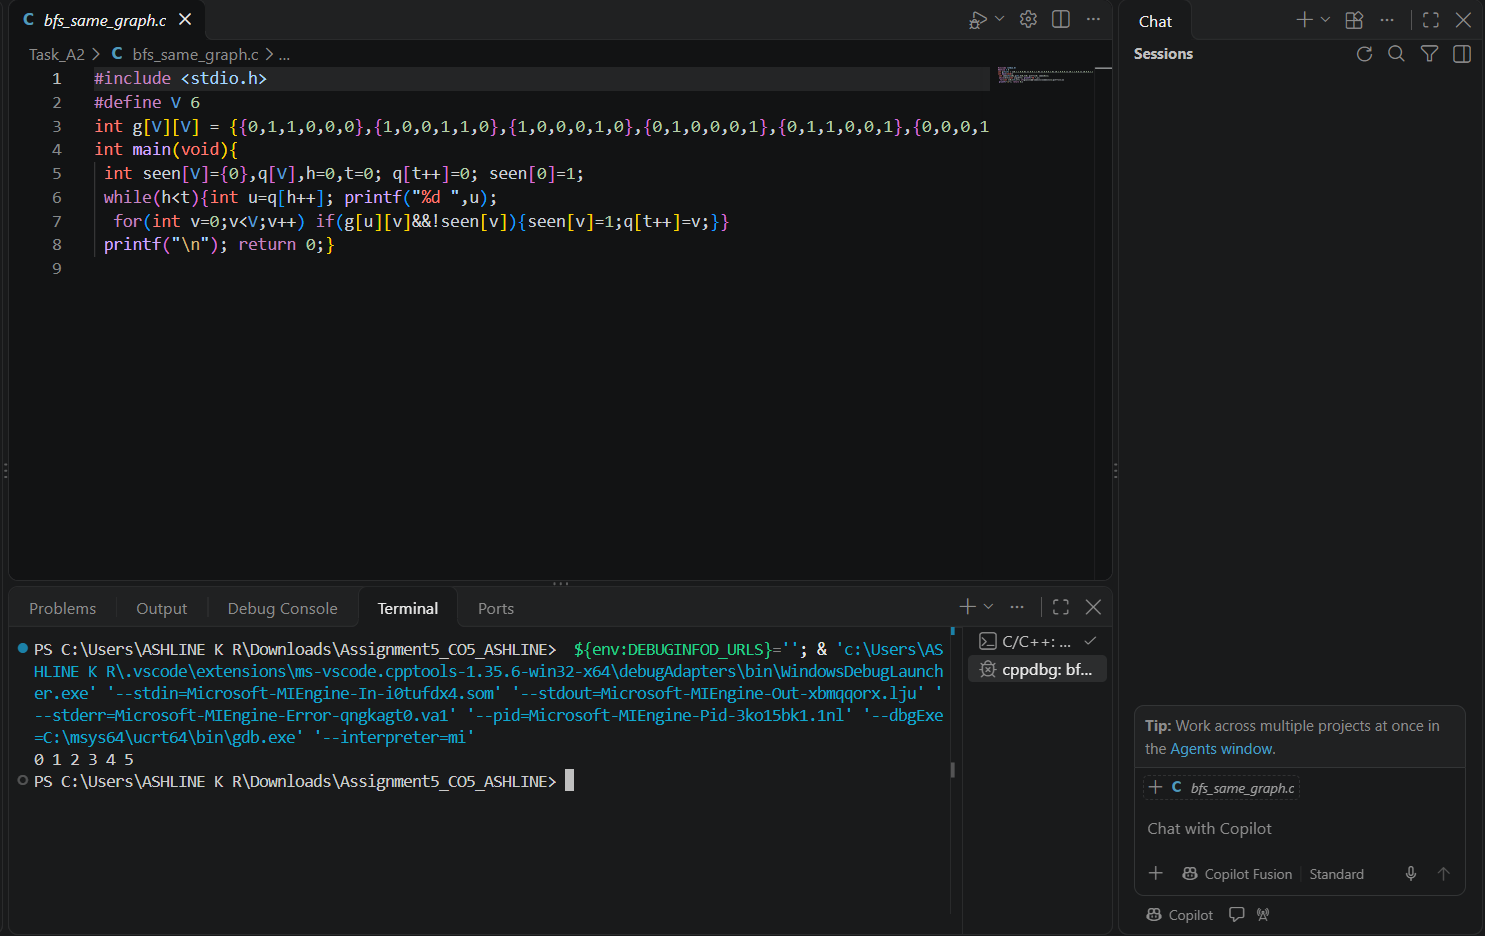 C bfs_same_graph.c
Task_A2 > C bfs_same_graph.c > ...
1 #include <stdio.h>
2 #define V 6
3 int g[V][V] = {{0,1,1,0,0,0},{1,0,0,1,1,0},{1,0,0,0,1,0},{0,1,0,0,0,1},{0,1,1,0,0,1},{0,0,0,1
4 int main(void){
5 int seen[V]={0},q[V],h=0,t=0; q[t++]=0; seen[0]=1;
6 while(h<t){int u=q[h++]; printf("%d ",u);
7 for(int v=0;v<V;v++) if(g[u][v]&&!seen[v]){seen[v]=1;q[t++]=v;}}
8 printf("\n"); return 0;}
9
Problems Output Debug Console Terminal Ports
PS C:\Users\ASHLINE K R\Downloads\Assignment5_CO5_ASHLINE>  ${env:DEBUGINFOD_URLS}=''; & 'c:\Users\AS
HLINE K R\.vscode\extensions\ms-vscode.cpptools-1.35.6-win32-x64\debugAdapters\bin\WindowsDebugLaunch
er.exe' '--stdin=Microsoft-MIEngine-In-i0tufdx4.som' '--stdout=Microsoft-MIEngine-Out-xbmqqorx.lju' '
--stderr=Microsoft-MIEngine-Error-qngkagt0.va1' '--pid=Microsoft-MIEngine-Pid-3ko15bk1.1nl' '--dbgExe
=C:\msys64\ucrt64\bin\gdb.exe' '--interpreter=mi'
0 1 2 3 4 5
PS C:\Users\ASHLINE K R\Downloads\Assignment5_CO5_ASHLINE>
C/C++: ...
cppdbg: bf...
Chat
Sessions
Tip: Work across multiple projects at once in
the Agents window.
C bfs_same_graph.c
Chat with Copilot
Copilot Fusion Standard
Copilot